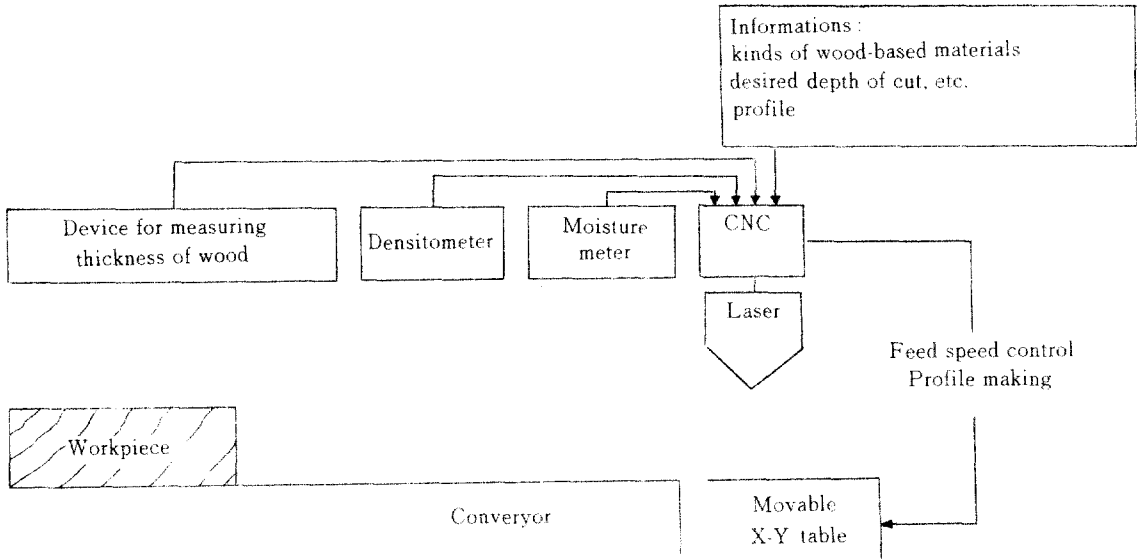 Informations :
kinds of wood-based materials
desired depth of cut, etc.
profile
Device for measuring
thickness of wood
Densitometer
Moisture
meter
CNC
Laser
Feed speed control
Profile making
Workpiece
Converyor
Movable
X-Y table